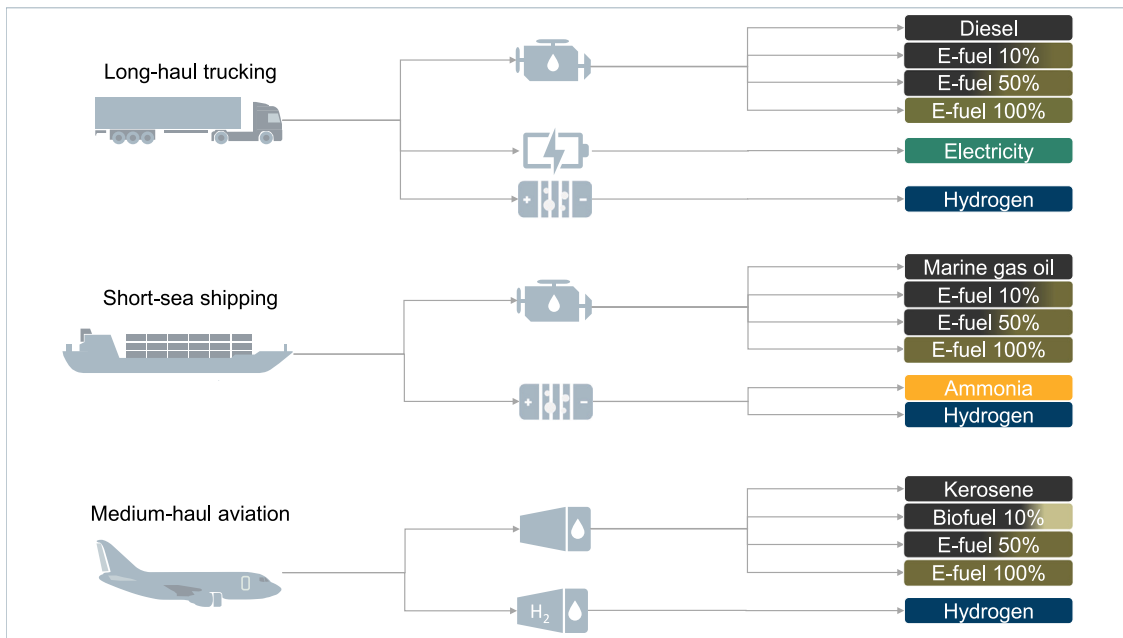 Long-haul trucking
Diesel
E-fuel 10%
E-fuel 50%
E-fuel 100%
Electricity
+ −
Hydrogen
Short-sea shipping
Marine gas oil
E-fuel 10%
E-fuel 50%
E-fuel 100%
+ −
Ammonia
Hydrogen
Medium-haul aviation
Kerosene
Biofuel 10%
E-fuel 50%
E-fuel 100%
H₂
Hydrogen